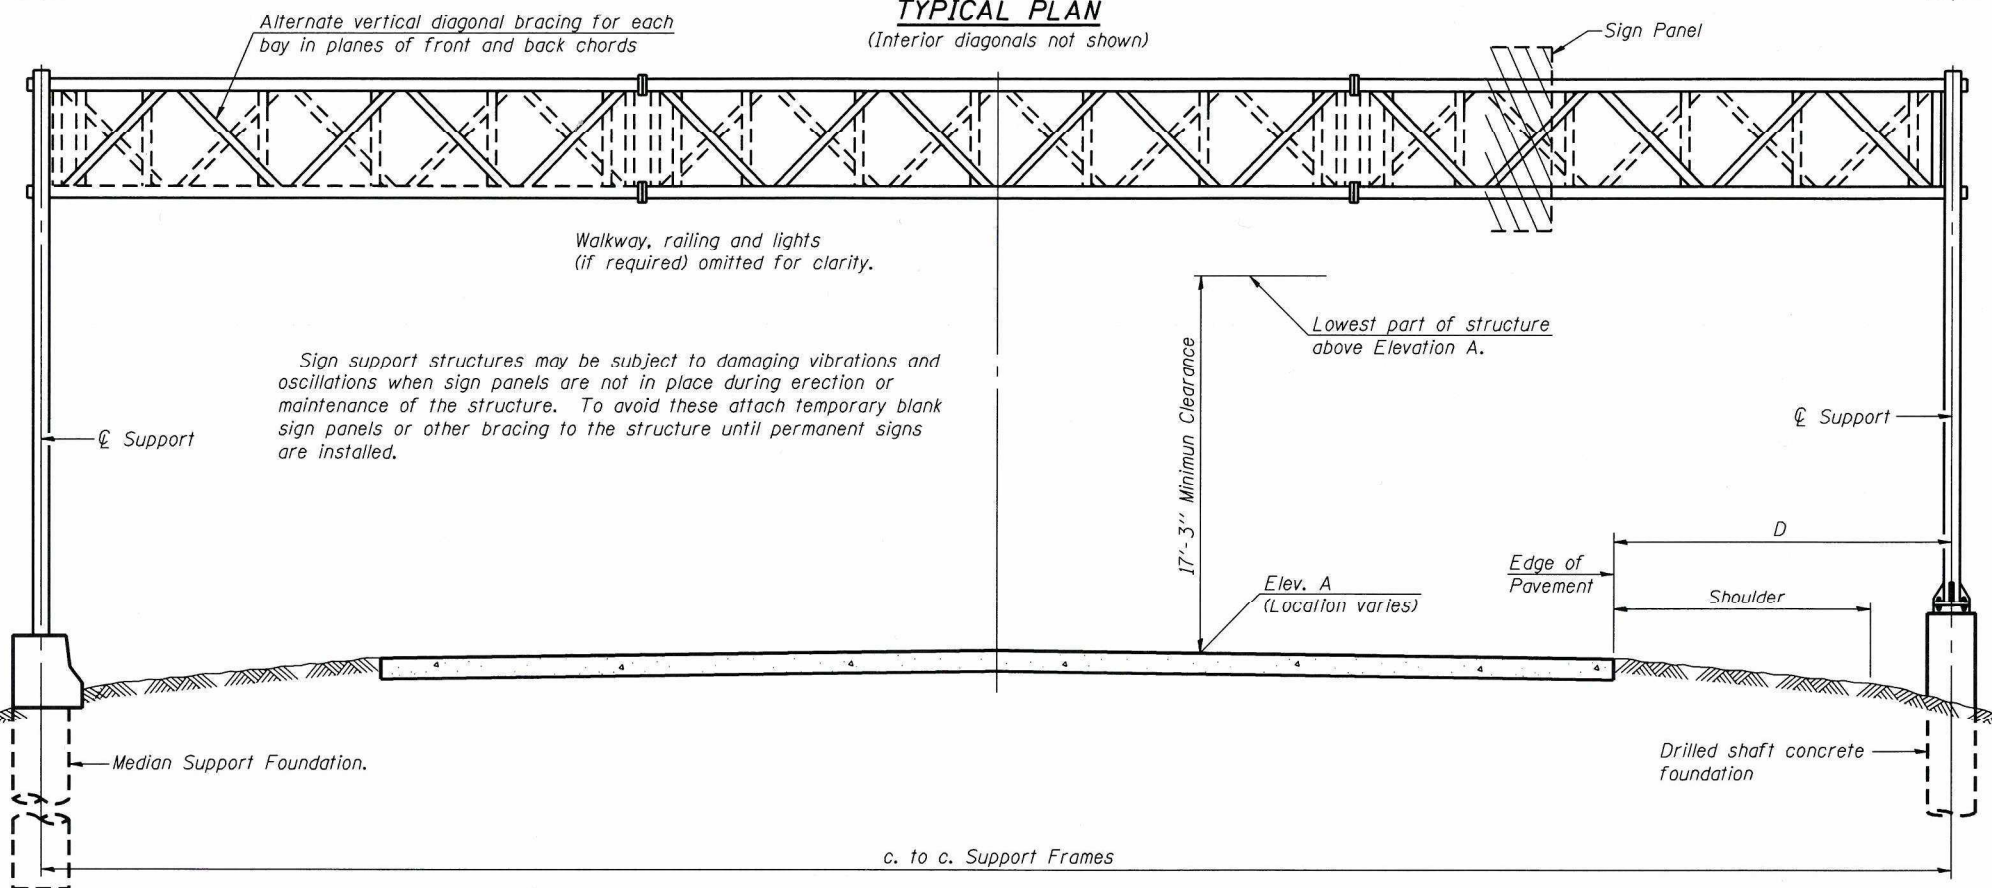 TYPICAL PLAN
(Interior diagonals not shown)
Alternate vertical diagonal bracing for each
bay in planes of front and back chords
Sign Panel
Walkway, railing and lights
(if required) omitted for clarity.
Lowest part of structure
above Elevation A.
Sign support structures may be subject to damaging vibrations and
oscillations when sign panels are not in place during erection or
maintenance of the structure. To avoid these attach temporary blank
sign panels or other bracing to the structure until permanent signs
are installed.
℄ Support
℄ Support
17'-3" Minimun Clearance
D
Edge of
Pavement
Shoulder
Elev. A
(Location varies)
Median Support Foundation.
Drilled shaft concrete
foundation
c. to c. Support Frames